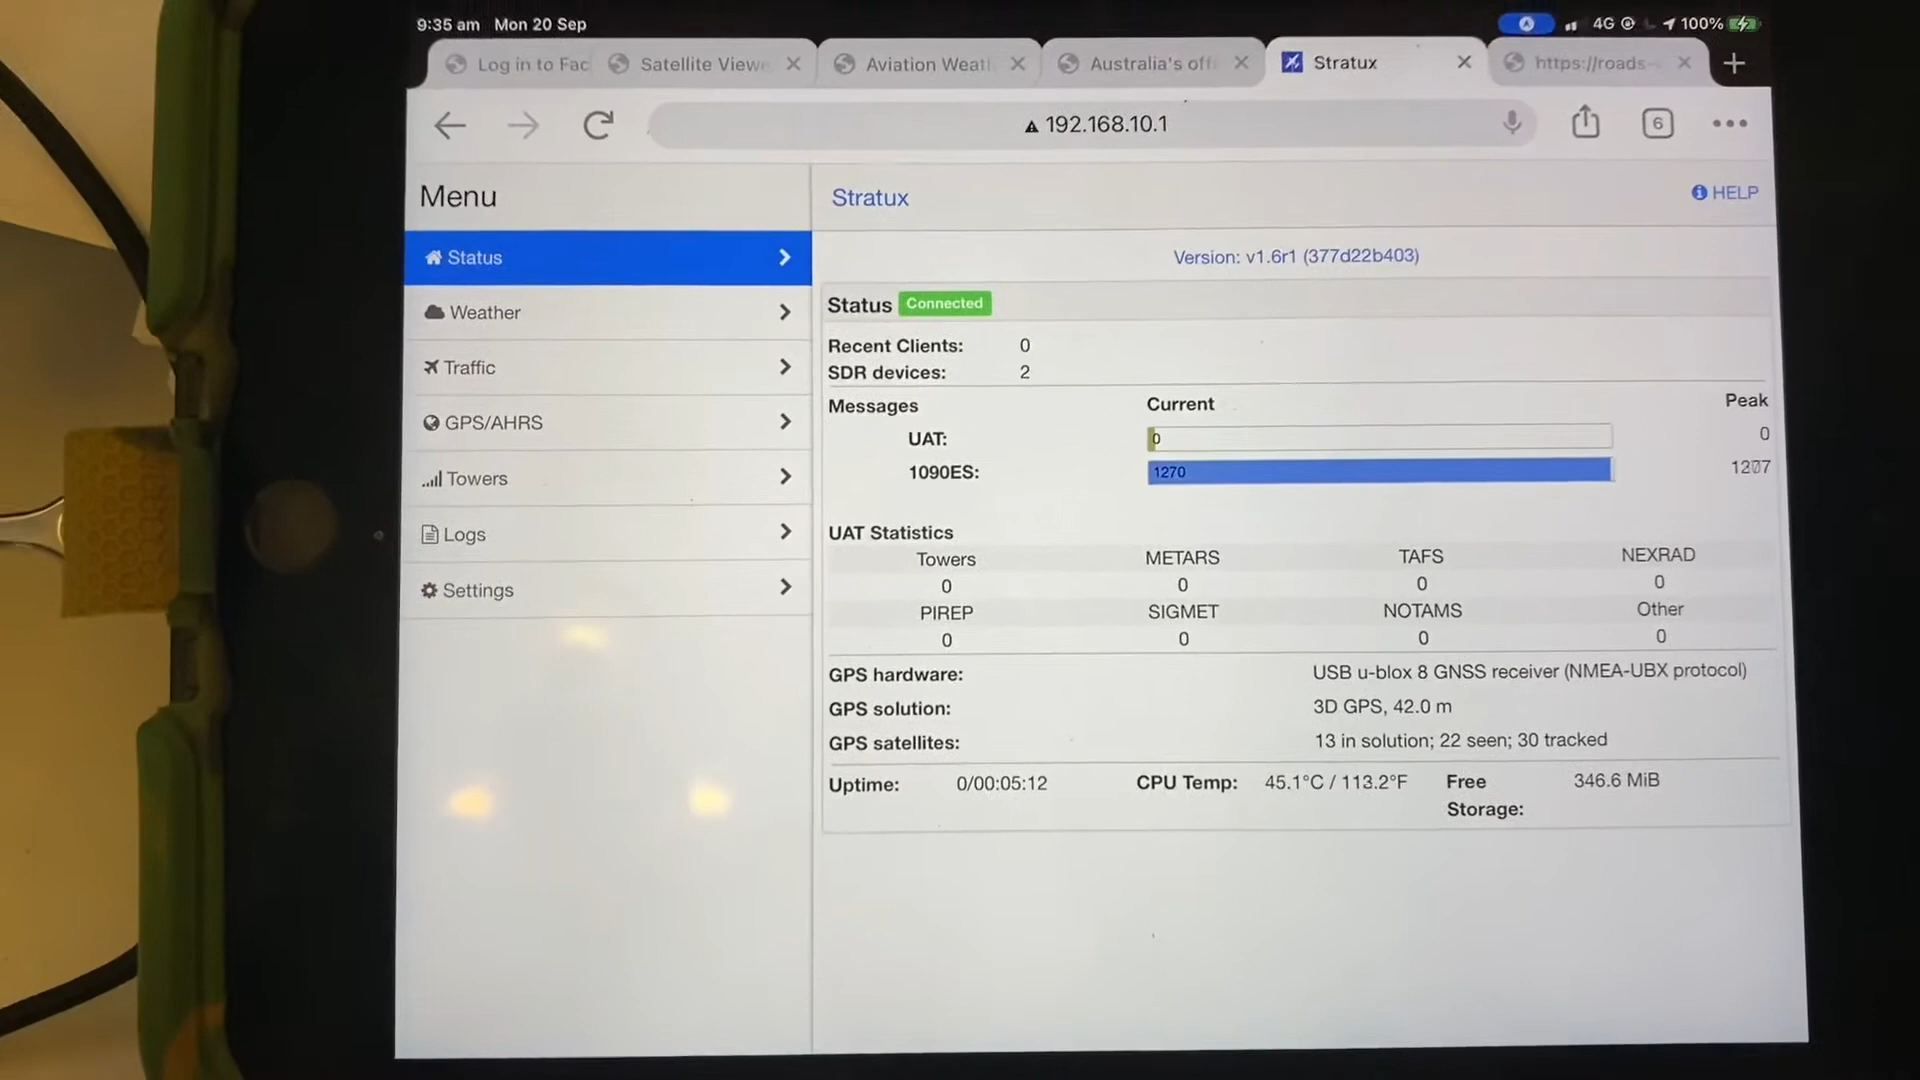 9:35 am Mon 20 Sep 4G 100%
Log in to Fac Satellite Viewe Aviation Weat Australia's off Stratux https://roads-
192.168.10.1 6
Menu
Stratux
HELP
Status
Weather
Traffic
GPS/AHRS
Towers
Logs
Settings
Version: v1.6r1 (377d22b403)
Status Connected
Recent Clients: 0
SDR devices: 2
Messages Current Peak
UAT: 0 0
1090ES: 1270
UAT Statistics
Towers METARS TAFS NEXRAD
0 0 0 0
PIREP SIGMET NOTAMS Other
0 0 0 0
GPS hardware: USB u-blox 8 GNSS receiver (NMEA-UBX protocol)
GPS solution: 3D GPS, 42.0 m
GPS satellites: 13 in solution; 22 seen; 30 tracked
Uptime: 0/00:05:12 CPU Temp: 45.1°C / 113.2°F Free Storage: 346.6 MiB